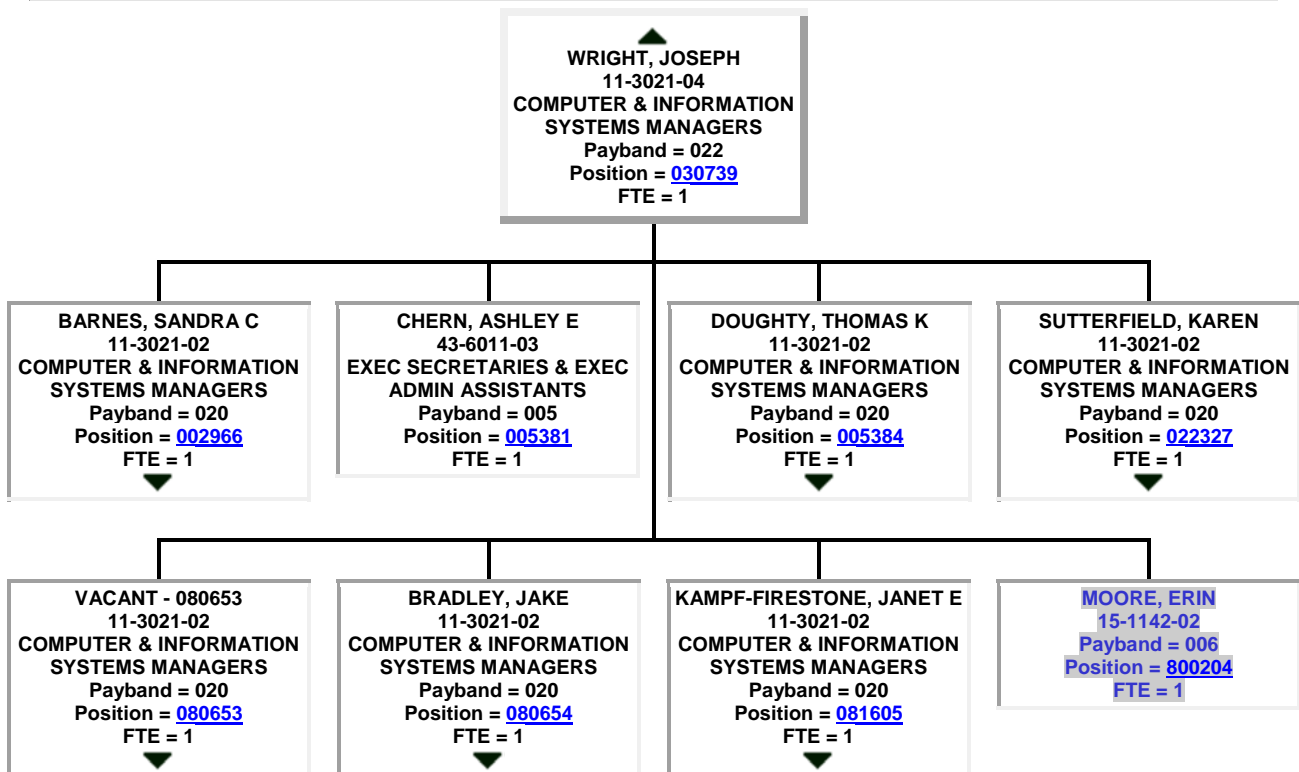 WRIGHT, JOSEPH
11-3021-04
COMPUTER & INFORMATION
SYSTEMS MANAGERS
Payband = 022
Position = 030739
FTE = 1
BARNES, SANDRA C
11-3021-02
COMPUTER & INFORMATION
SYSTEMS MANAGERS
Payband = 020
Position = 002966
FTE = 1
CHERN, ASHLEY E
43-6011-03
EXEC SECRETARIES & EXEC
ADMIN ASSISTANTS
Payband = 005
Position = 005381
FTE = 1
DOUGHTY, THOMAS K
11-3021-02
COMPUTER & INFORMATION
SYSTEMS MANAGERS
Payband = 020
Position = 005384
FTE = 1
SUTTERFIELD, KAREN
11-3021-02
COMPUTER & INFORMATION
SYSTEMS MANAGERS
Payband = 020
Position = 022327
FTE = 1
VACANT - 080653
11-3021-02
COMPUTER & INFORMATION
SYSTEMS MANAGERS
Payband = 020
Position = 080653
FTE = 1
BRADLEY, JAKE
11-3021-02
COMPUTER & INFORMATION
SYSTEMS MANAGERS
Payband = 020
Position = 080654
FTE = 1
KAMPF-FIRESTONE, JANET E
11-3021-02
COMPUTER & INFORMATION
SYSTEMS MANAGERS
Payband = 020
Position = 081605
FTE = 1
MOORE, ERIN
15-1142-02
Payband = 006
Position = 800204
FTE = 1